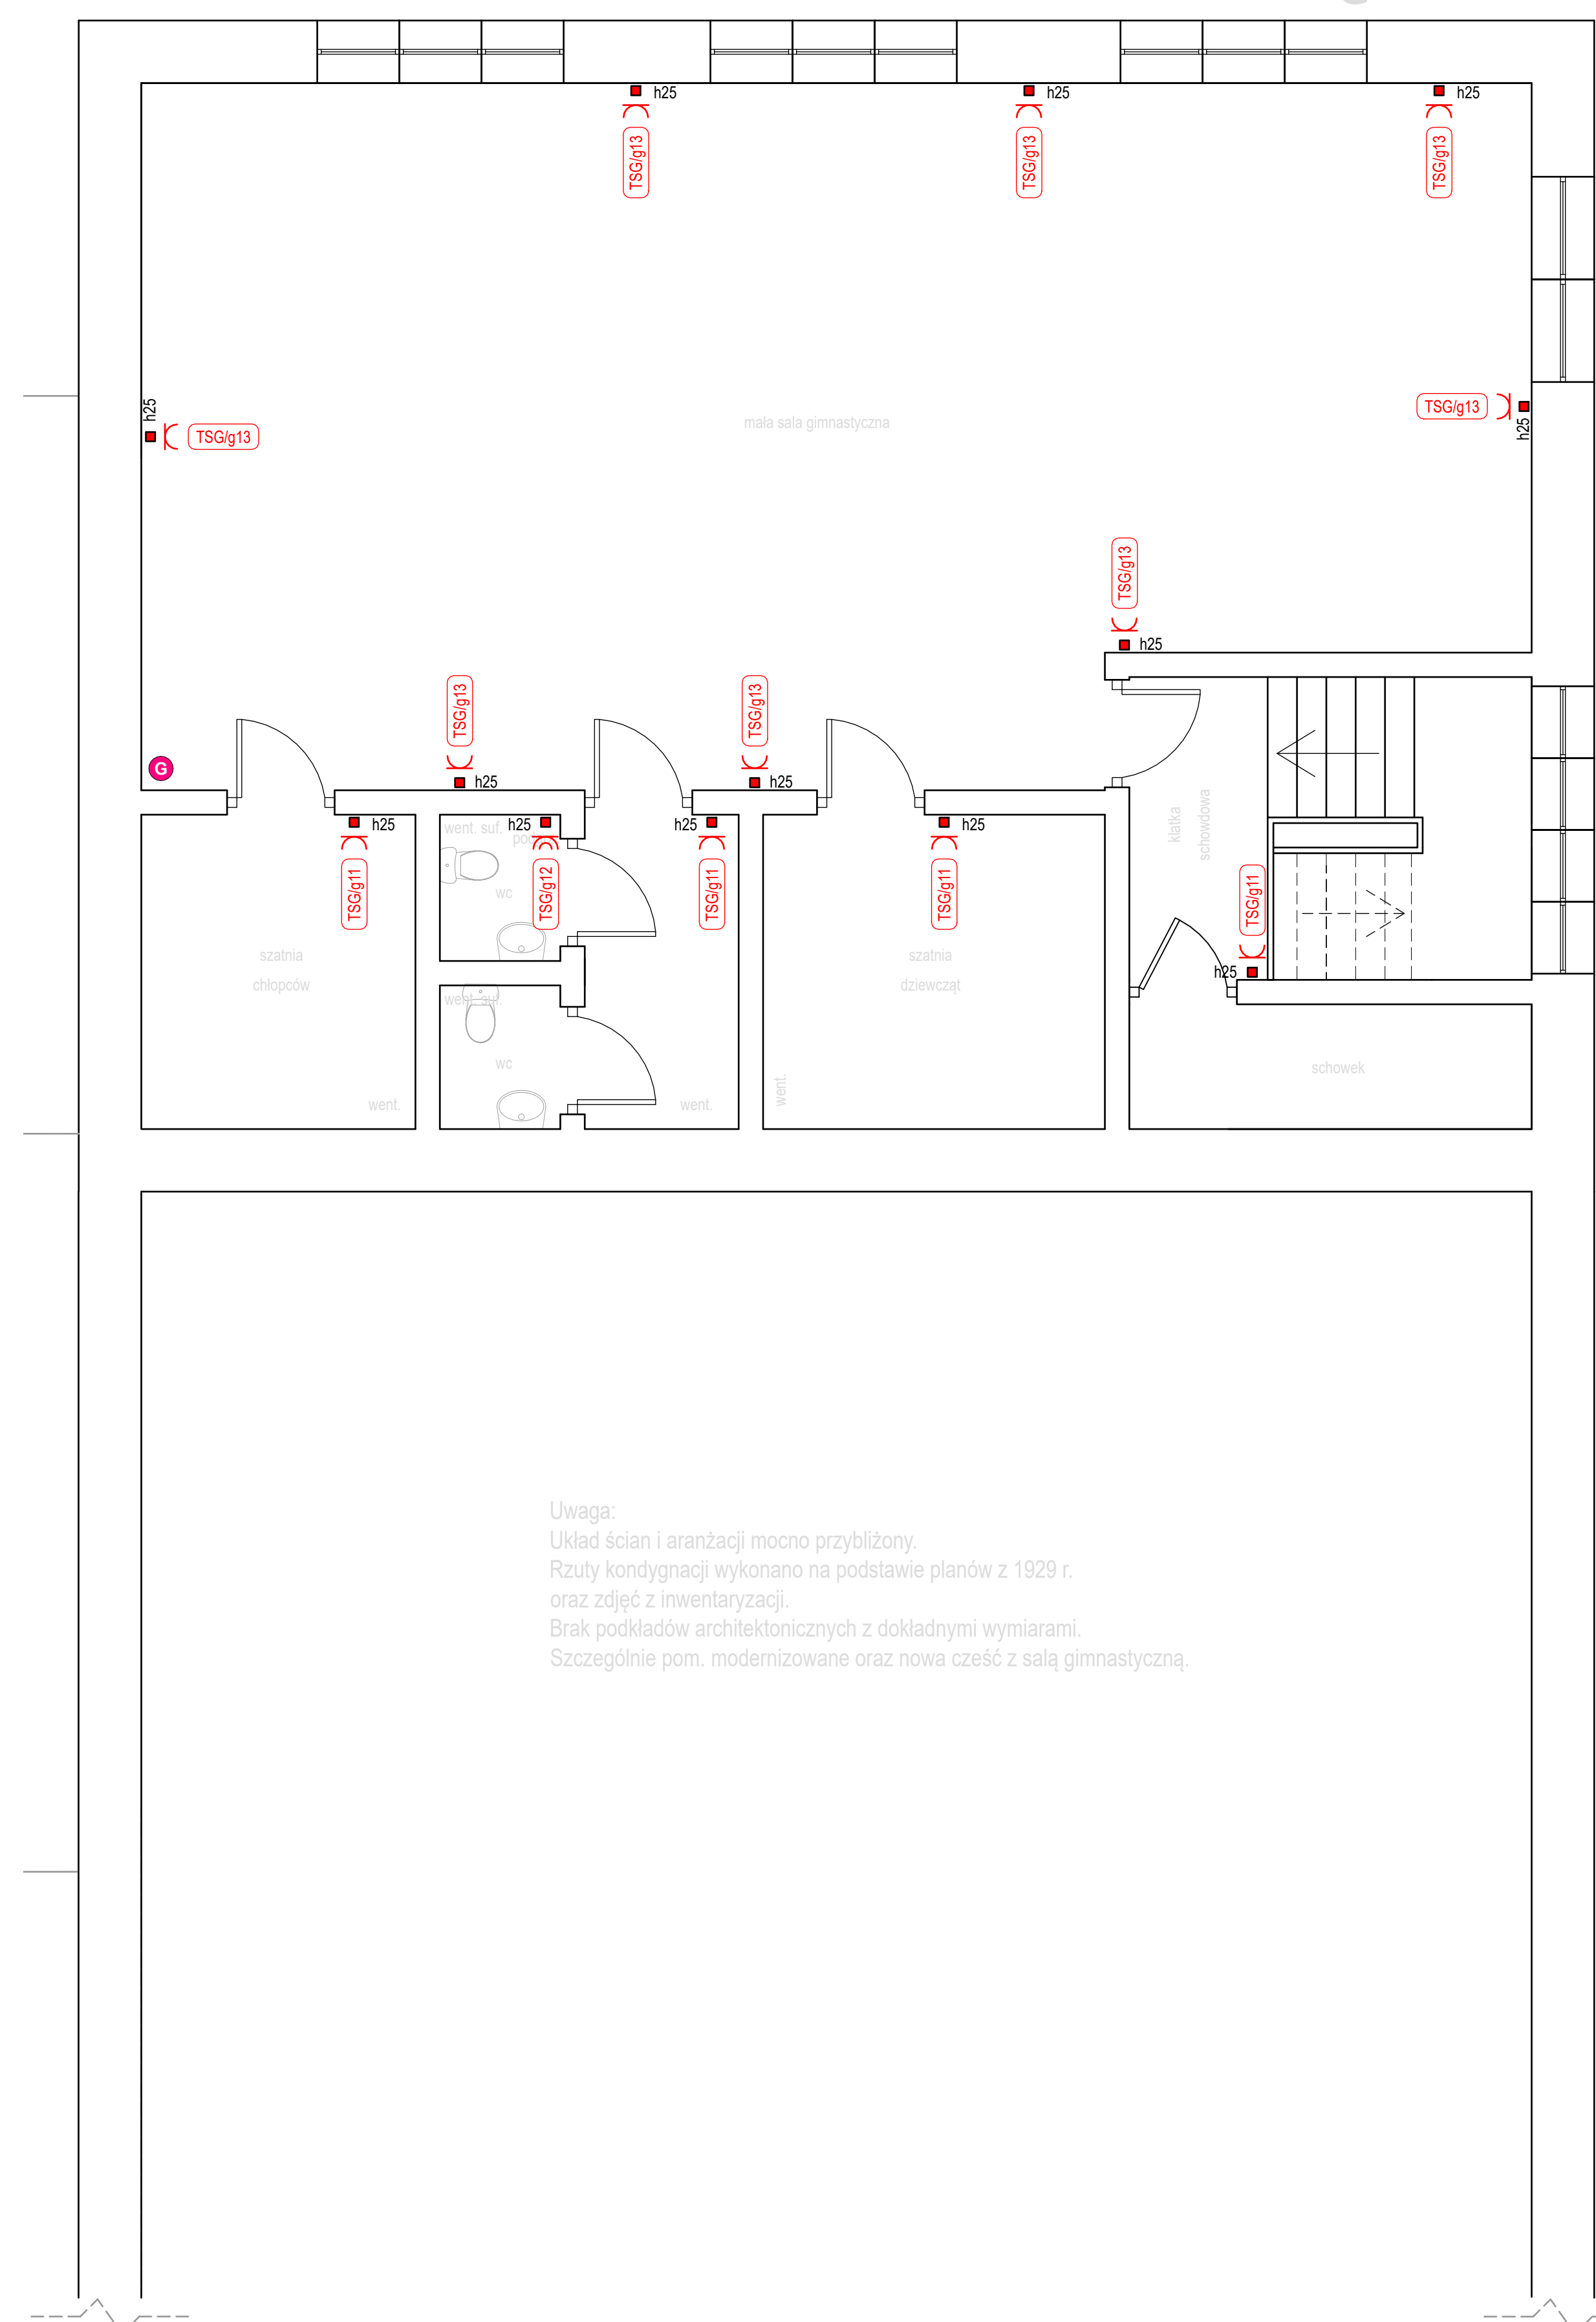 h25
h25
h25
TSG/g13
TSG/g13
TSG/g13
h25
TSG/g13
mała sala gimnastyczna
TSG/g13
h25
TSG/g13
h25
TSG/g13
TSG/g13
G
h25
h25
h25
went. suf.
h25
h25
h25
TSG/g11
wc
TSG/g12
TSG/g11
TSG/g11
klatka
schowdowa
TSG/g11
szatnia
chłopców
szatnia
dziewcząt
h25
went. suf.
wc
schowek
went.
went.
went.
Uwaga:
Układ ścian i aranżacji mocno przybliżony.
Rzuty kondygnacji wykonano na podstawie planów z 1929 r.
oraz zdjęć z inwentaryzacji.
Brak podkładów architektonicznych z dokładnymi wymiarami.
Szczególnie pom. modernizowane oraz nowa cześć z salą gimnastyczną.